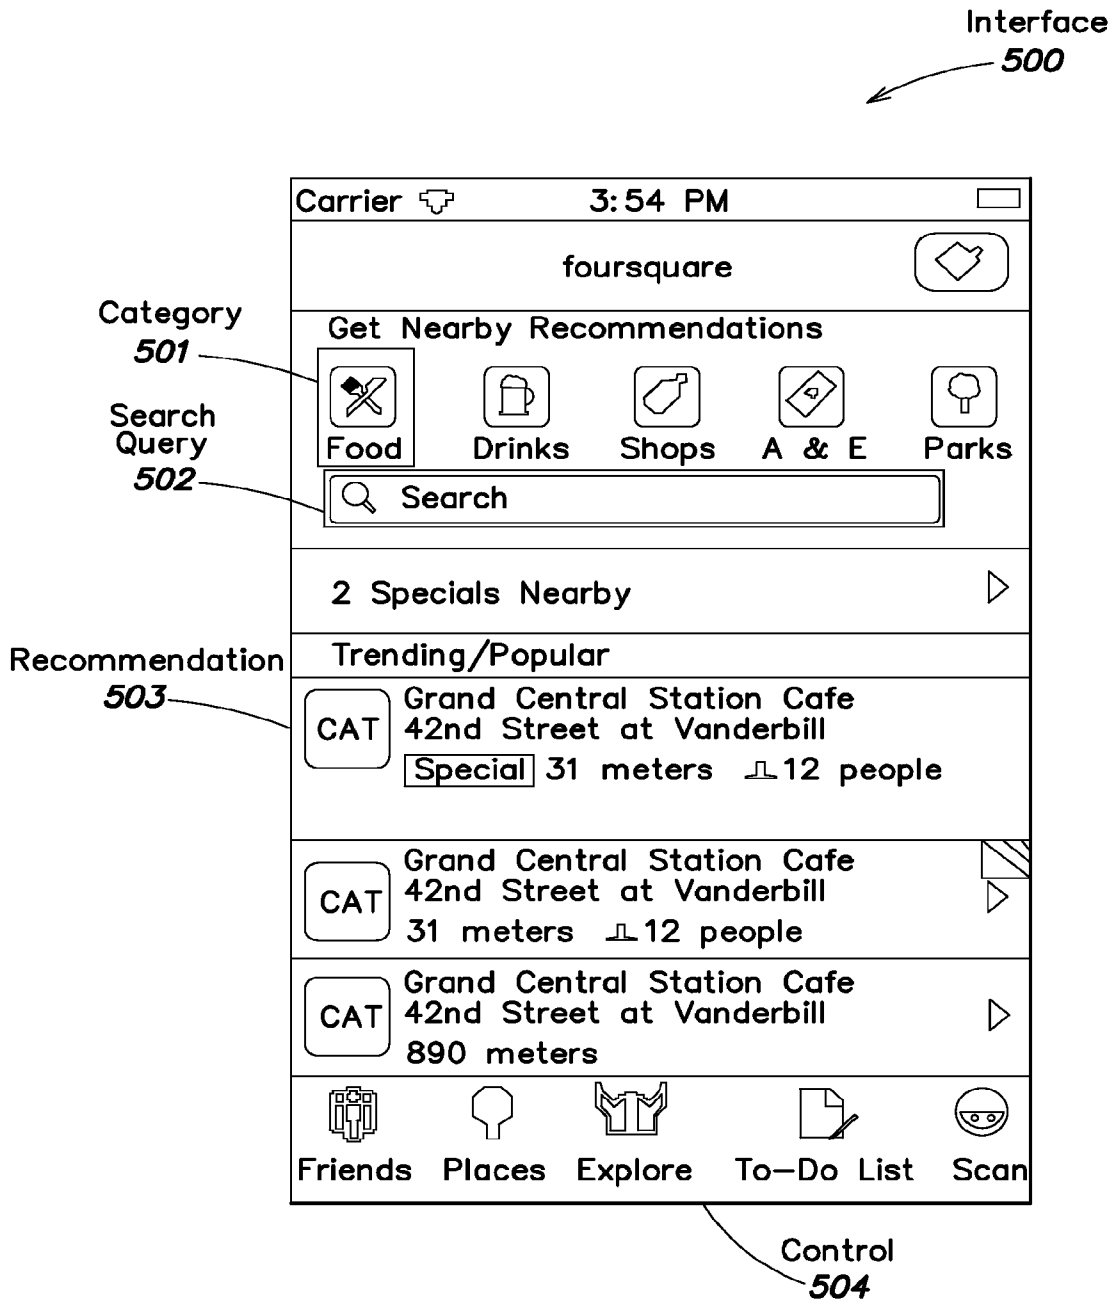 Interface
500
Carrier 3:54 PM
foursquare
Category
501
Get Nearby Recommendations
Food Drinks Shops A & E Parks
Search
Query
502
Search
2 Specials Nearby
Recommendation
503
Trending/Popular
CAT
Grand Central Station Cafe
42nd Street at Vanderbill
Special 31 meters 12 people
CAT
Grand Central Station Cafe
42nd Street at Vanderbill
31 meters 12 people
CAT
Grand Central Station Cafe
42nd Street at Vanderbill
890 meters
Friends Places Explore To-Do List Scan
Control
504